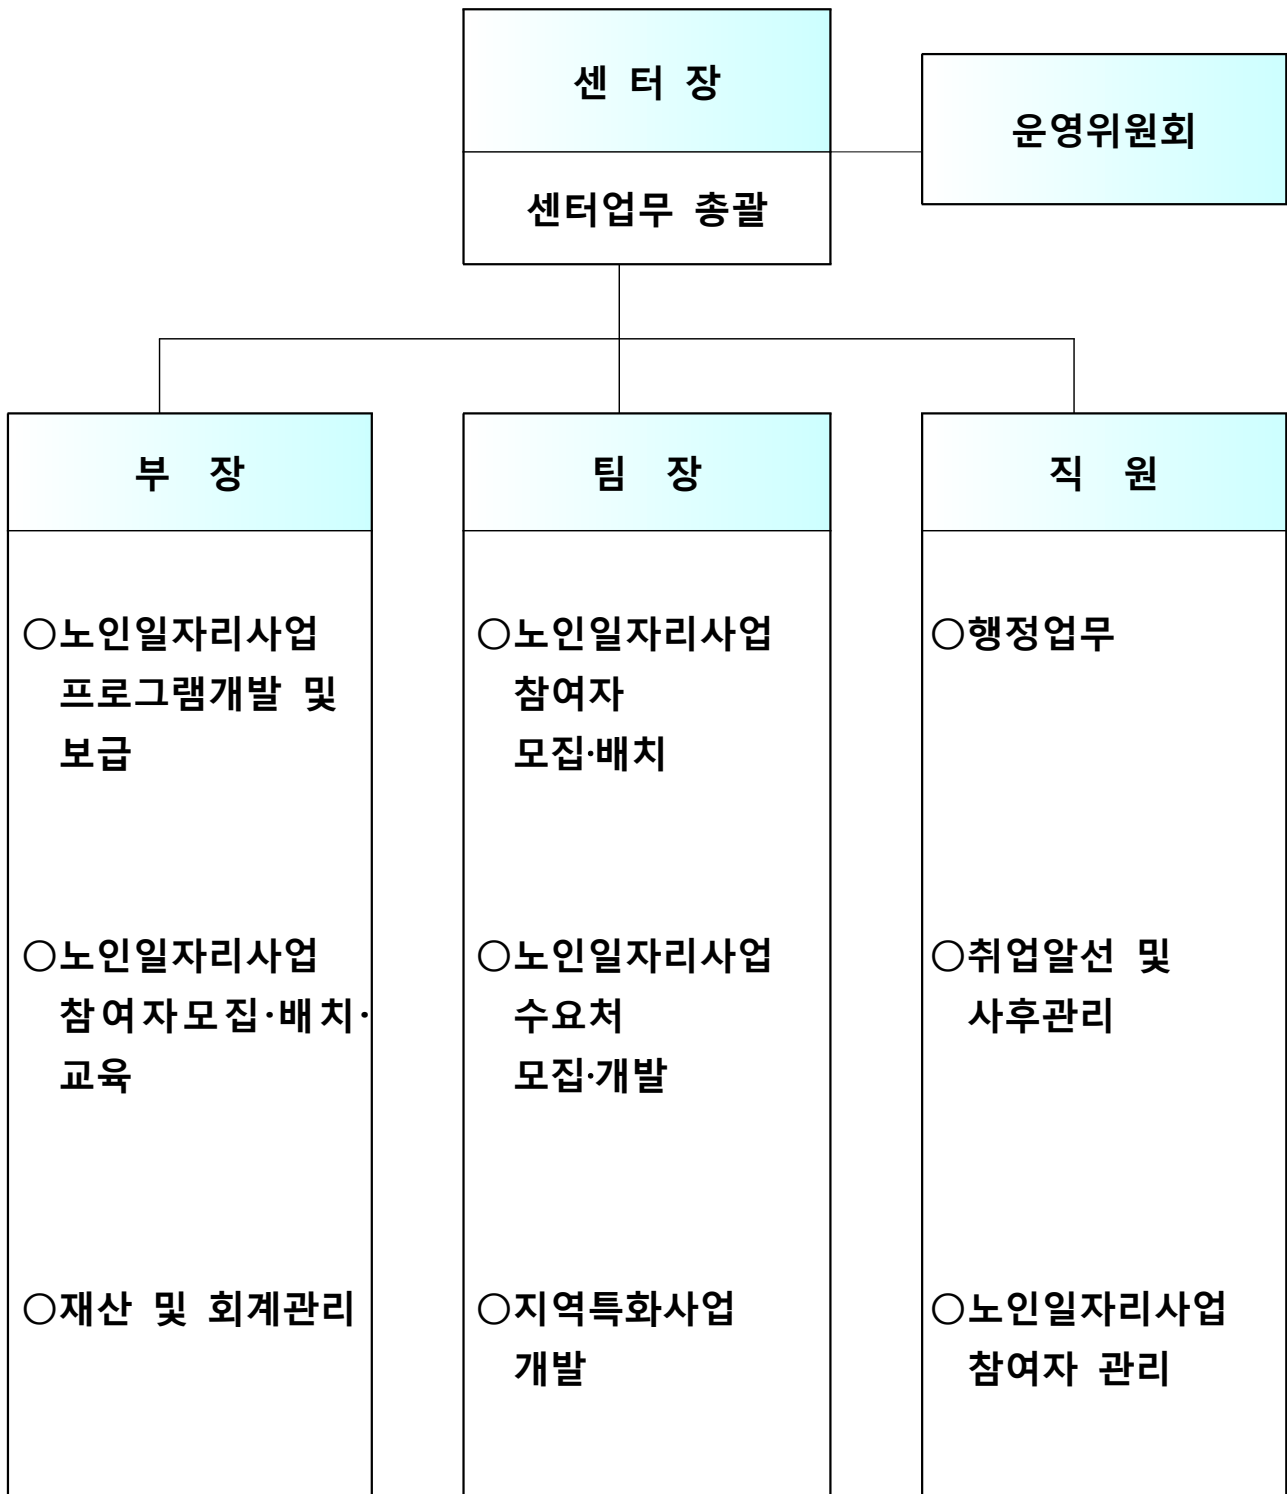 센 터 장
센터업무 총괄
운영위원회
부 장
○노인일자리사업
프로그램개발 및
보급
○노인일자리사업
참여자모집·배치·
교육
○재산 및 회계관리
팀 장
○노인일자리사업
참여자
모집·배치
○노인일자리사업
수요처
모집·개발
○지역특화사업
개발
직 원
○행정업무
○취업알선 및
사후관리
○노인일자리사업
참여자 관리